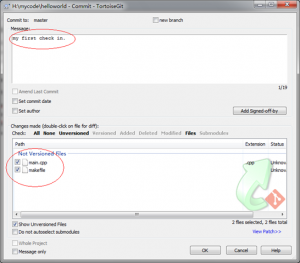 H:\mycode\helloworld - Commit - TortoiseGit
Commit to: master
new branch
Message:
my first check in.
1/19
Amend Last Commit
Set commit date
Set author
Add Signed-off-by
Changes made (double-click on file for diff):
Check: All None Unversioned Versioned Added Deleted Modified Files Submodules
Path Extension Status
Not Versioned Files
main.cpp .cpp
makefile
Show Unversioned Files
2 files selected, 2 files total
Do not autoselect submodules
View Patch>>
Whole Project
Message only
OK Cancel Help